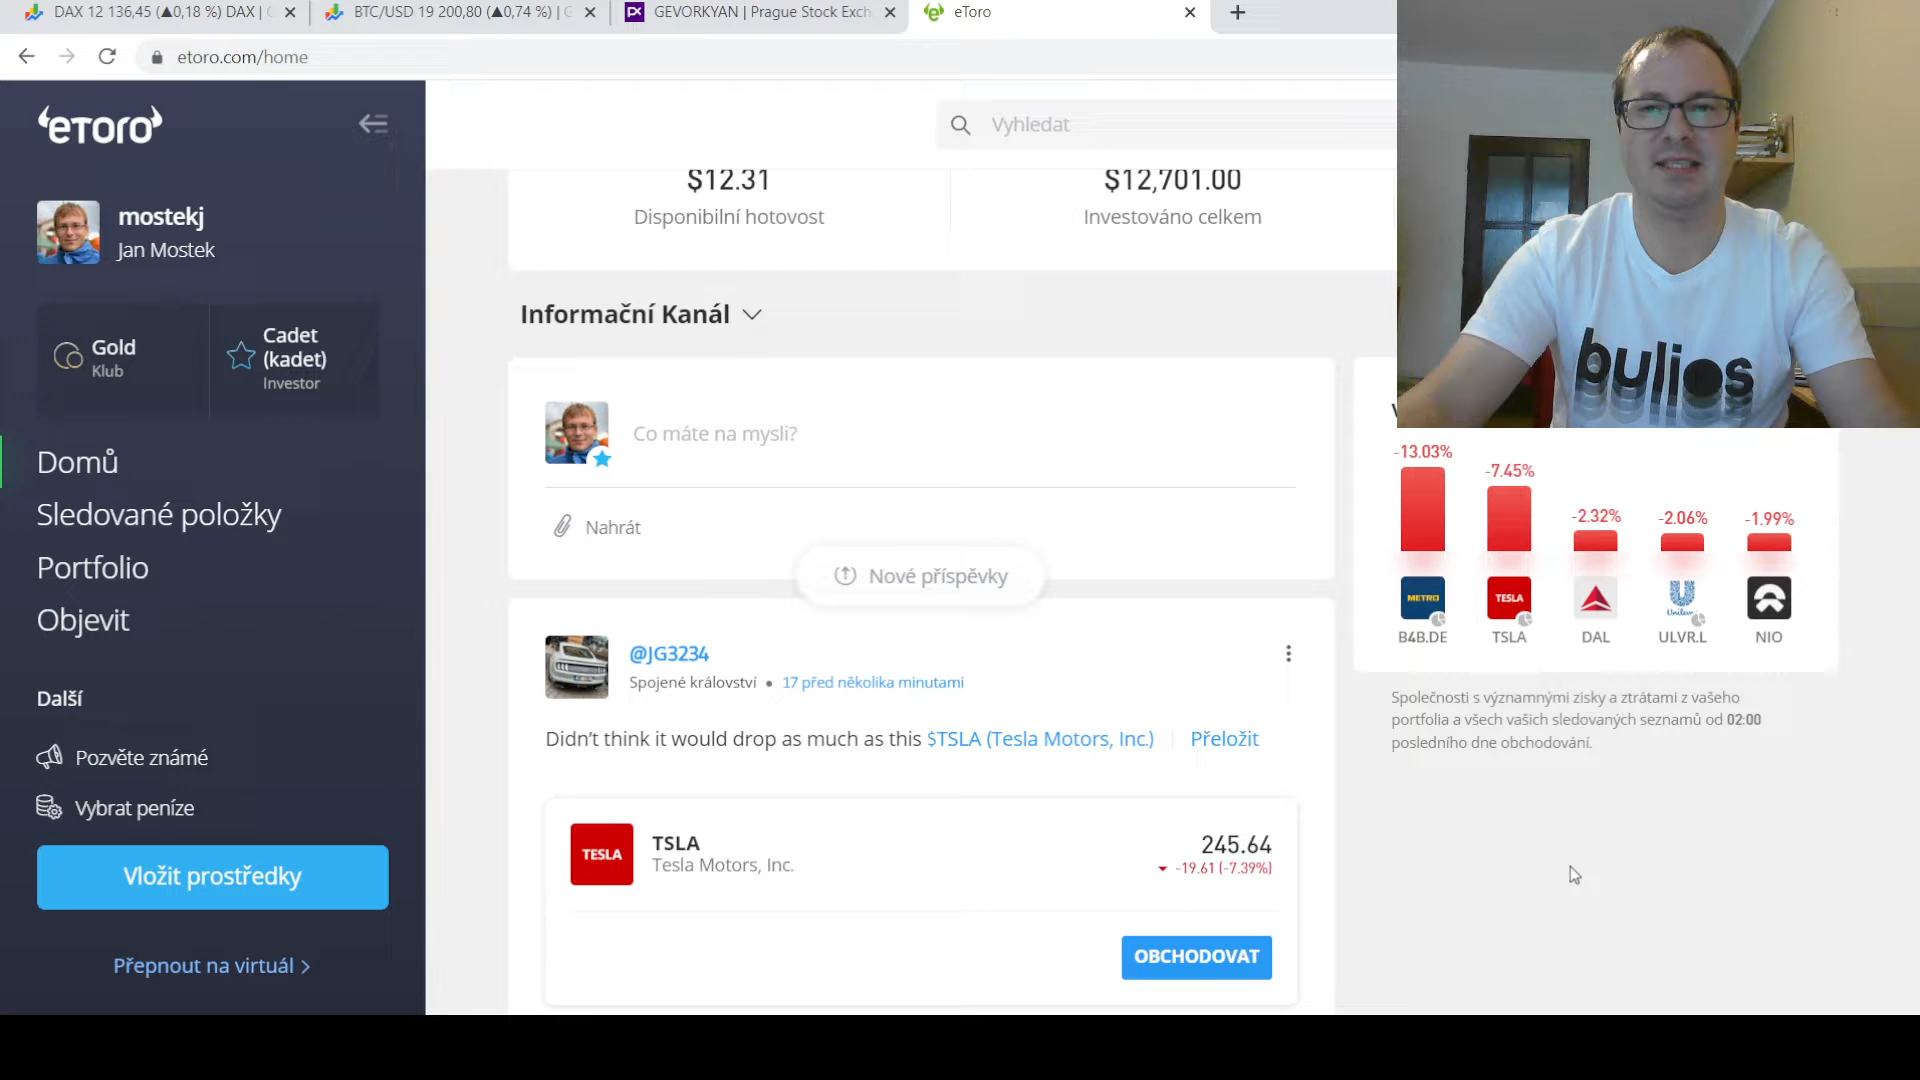 DAX 12 136,45 (▲0,18 %) DAX |
BTC/USD 19 200,80 (▲0,74 %) |
GEVORKYAN | Prague Stock Exch
eToro
etoro.com/home
eToro
Vyhledat
mostekj
Jan Mostek
$12.31
$12,701.00
Disponibilní hotovost
Investováno celkem
Gold
Klub
Cadet
(kadet)
Investor
Informační Kanál
bulios
Co máte na mysli?
Nahrát
Nové příspěvky
Domů
Sledované položky
Portfolio
Objevit
-13.03%
-7.45%
-2.32%
-2.06%
-1.99%
METRO
TESLA
Unilever
B4B.DE
TSLA
DAL
ULVR.L
NIO
Společnosti s významnými zisky a ztrátami z vašeho
portfolia a všech vašich sledovaných seznamů od 02:00
posledního dne obchodování.
@JG3234
Spojené království • 17 před několika minutami
Didn't think it would drop as much as this $TSLA (Tesla Motors, Inc.)
Přeložit
Další
Pozvěte známé
Vybrat peníze
Vložit prostředky
Přepnout na virtuál >
TESLA
TSLA
Tesla Motors, Inc.
245.64
-19.61 (-7.39%)
OBCHODOVAT